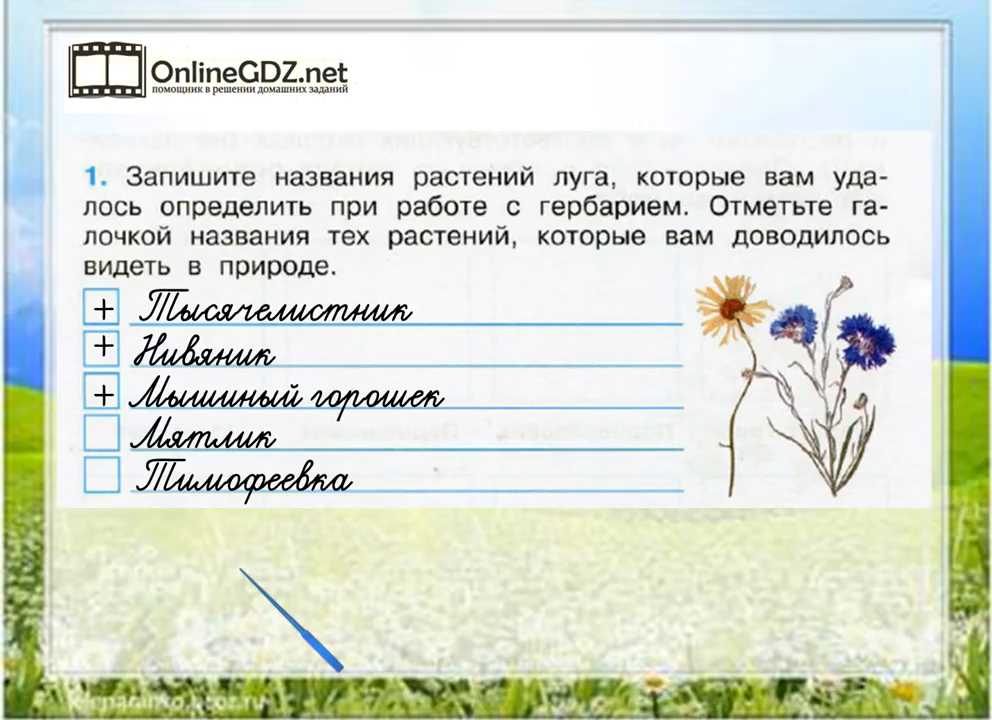 OnlineGDZ.net
помощник в решении домашних заданий
1. Запишите названия растений луга, которые вам уда-
лось определить при работе с гербарием. Отметьте га-
лочкой названия тех растений, которые вам доводилось
видеть в природе.
+ Тысячелистник
+ Нивяник
+ Мышиный горошек
Мятлик
Тимофеевка